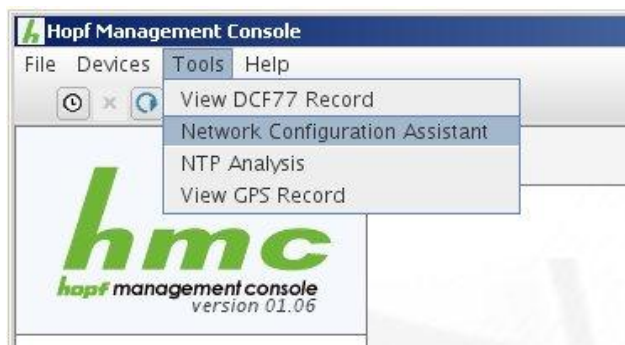 Hopf Management Console
File Devices Tools Help
View DCF77 Record
Network Configuration Assistant
NTP Analysis
View GPS Record
hmc
hopf management console
version 01.06